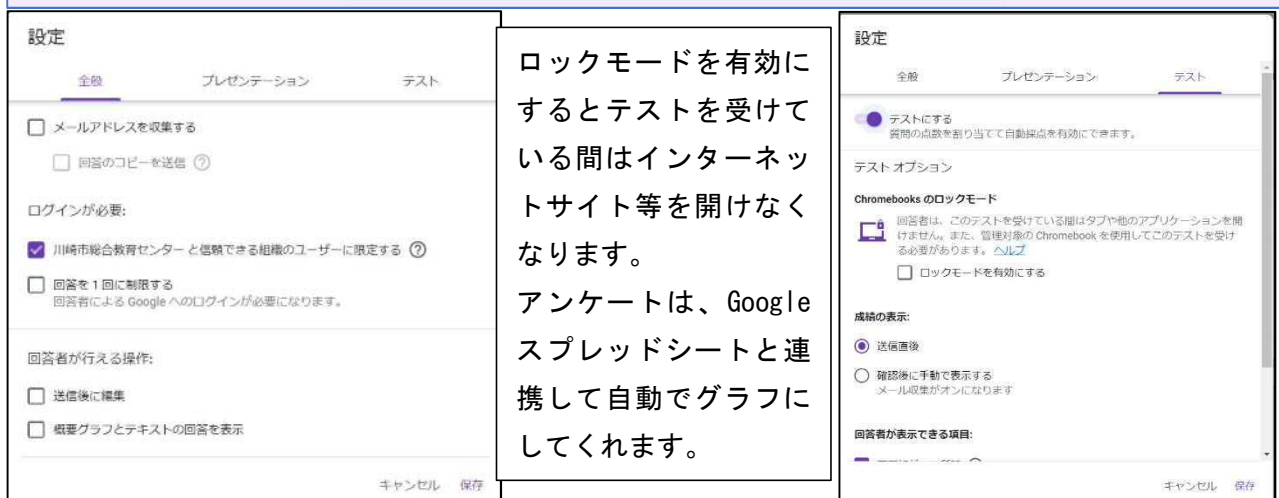 設定
全般 プレゼンテーション テスト
メールアドレスを収集する
回答のコピーを送信
ログインが必要:
川崎市総合教育センター と信頼できる組織のユーザーに限定する
回答を 1 回に制限する
回答者による Google へのログインが必要になります。
回答者が行える操作:
送信後に編集
概要グラフとテキストの回答を表示
キャンセル 保存
ロックモードを有効に
するとテストを受けて
いる間はインターネッ
トサイト等を開けなく
なります。
アンケートは、Google
スプレッドシートと連
携して自動でグラフに
してくれます。
設定
全般 プレゼンテーション テスト
テストにする
質問の点数を割り当てて自動採点を有効にできます。
テスト オプション
Chromebooks のロックモード
回答者は、このテストを受けている間はタブや他のアプリケーションを開
けません。また、管理対象の Chromebook を使用してこのテストを受け
る必要があります。 ヘルプ
ロックモードを有効にする
成績の表示:
送信直後
確認後に手動で表示する
メール収集がオンになります
回答者が表示できる項目:
キャンセル 保存